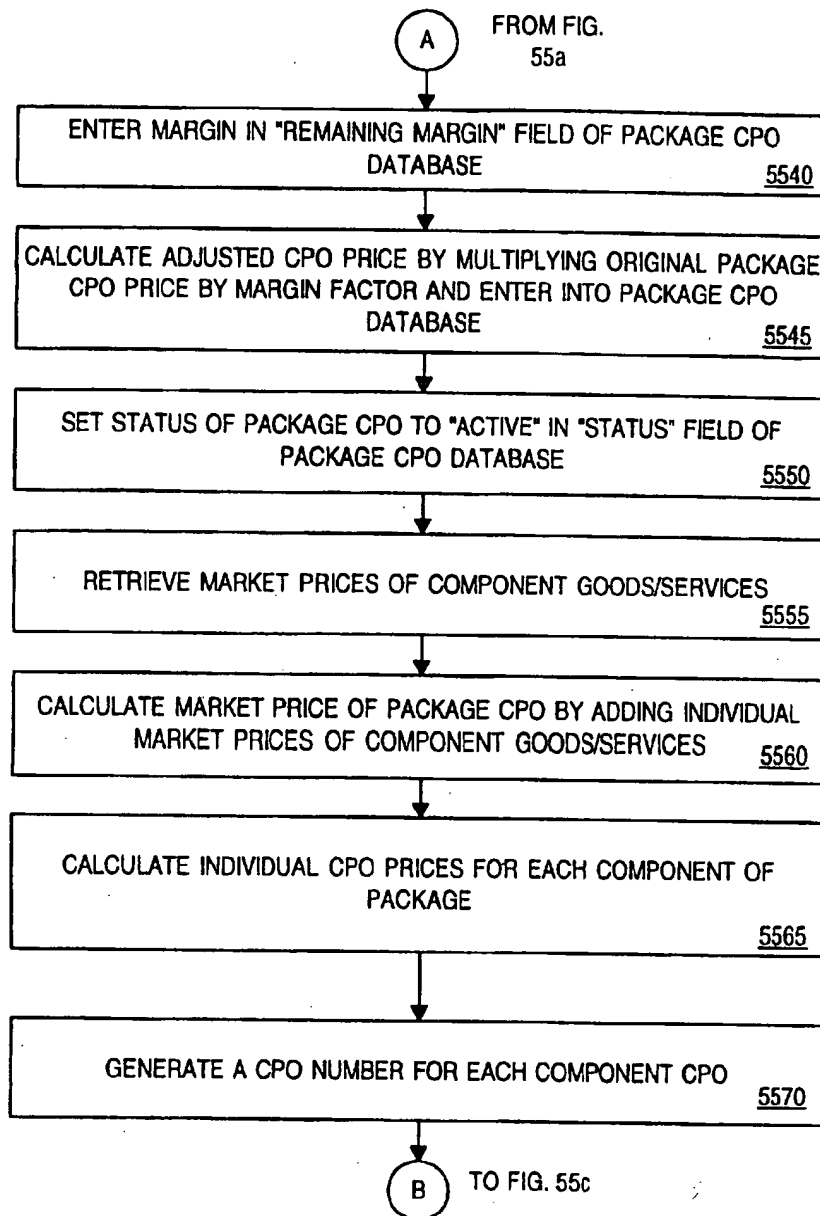 A
FROM FIG.
55a
ENTER MARGIN IN "REMAINING MARGIN" FIELD OF PACKAGE CPO
DATABASE
5540
CALCULATE ADJUSTED CPO PRICE BY MULTIPLYING ORIGINAL PACKAGE
CPO PRICE BY MARGIN FACTOR AND ENTER INTO PACKAGE CPO
DATABASE
5545
SET STATUS OF PACKAGE CPO TO "ACTIVE" IN "STATUS" FIELD OF
PACKAGE CPO DATABASE
5550
RETRIEVE MARKET PRICES OF COMPONENT GOODS/SERVICES
5555
CALCULATE MARKET PRICE OF PACKAGE CPO BY ADDING INDIVIDUAL
MARKET PRICES OF COMPONENT GOODS/SERVICES
5560
CALCULATE INDIVIDUAL CPO PRICES FOR EACH COMPONENT OF
PACKAGE
5565
GENERATE A CPO NUMBER FOR EACH COMPONENT CPO
5570
B
TO FIG. 55c